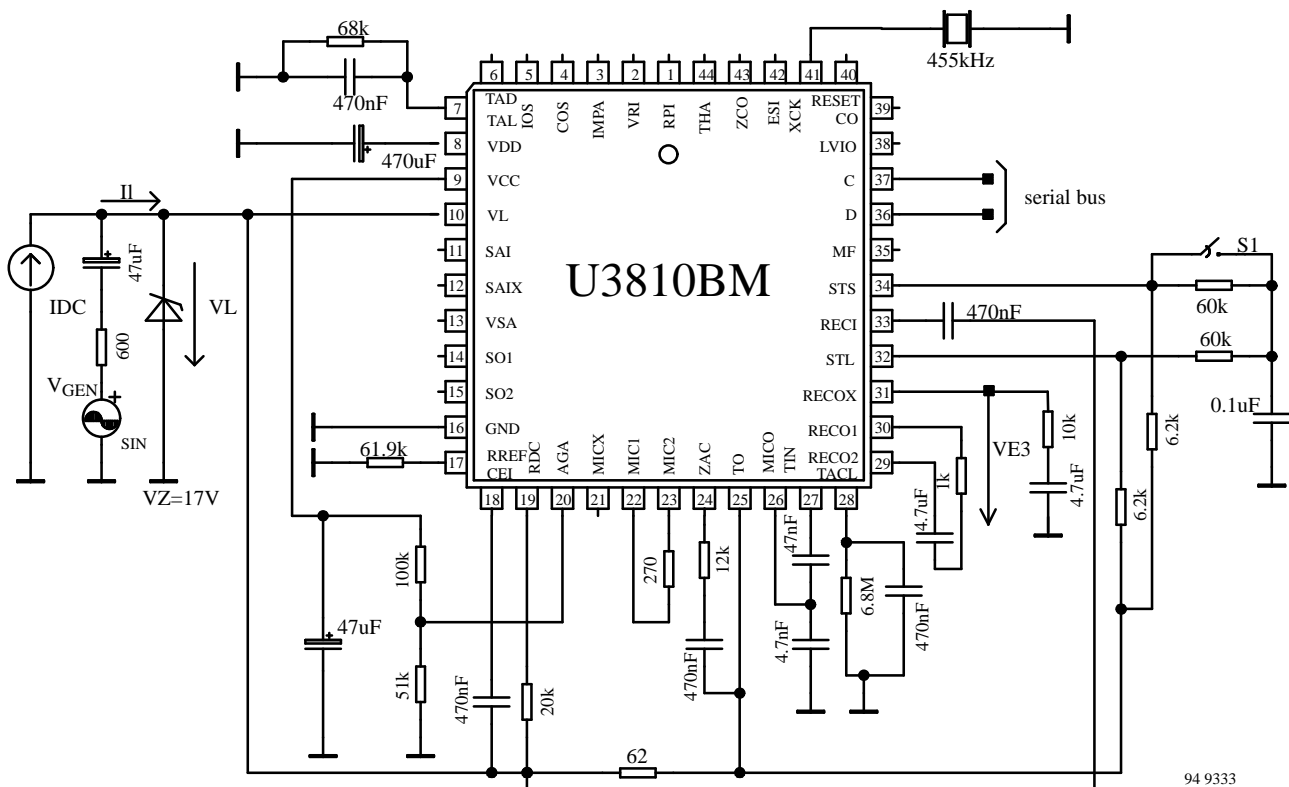 68k
470nF
455kHz
6
5
4
3
2
1
44
43
42
41
40
7
TAD
TAL
IOS
COS
IMPA
VRI
RPI
THA
ZCO
ESI
XCK
RESET
CO
39
470uF
8
VDD
LVIO
38
9
VCC
C
37
serial bus
Il
10
VL
D
36
47uF
11
SAI
MF
35
S1
U3810BM
IDC
VL
12
SAIX
STS
34
60k
600
13
VSA
RECI
33
470nF
60k
14
SO1
STL
32
VGEN
SIN
15
SO2
RECOX
31
0.1uF
16
GND
RECO1
30
VE3
10k
6.2k
61.9k
17
RREF
CEI
RDC
AGA
MICX
MIC1
MIC2
ZAC
TO
MICO
TIN
RECO2
TACL
29
1k
4.7uF
4.7uF
6.2k
VZ=17V
18
19
20
21
22
23
24
25
26
27
28
47nF
100k
270
12k
6.8M
470nF
47uF
4.7nF
51k
470nF
20k
470nF
62
94 9333